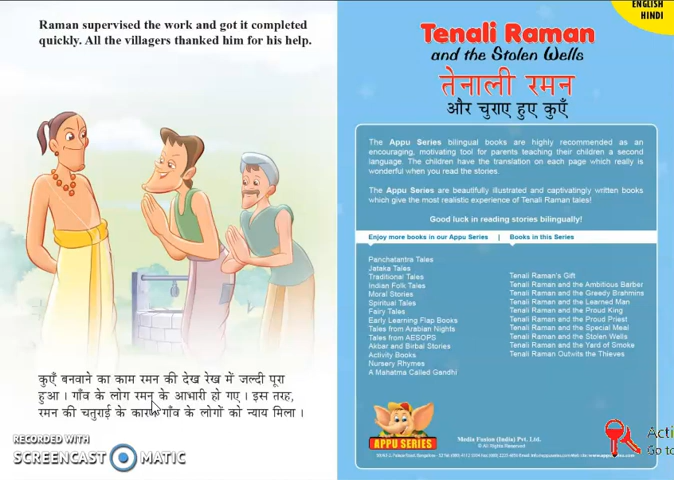 Raman supervised the work and got it completed
quickly. All the villagers thanked him for his help.
कुएँ बनवाने का काम रमन की देख रेख में जल्दी पूरा
हुआ । गाँव के लोग रमन के आभारी हो गए । इस तरह,
रमन की चतुराई के कारण गाँव के लोगों को न्याय मिला ।
RECORDED WITH
SCREENCAST MATIC
ENGLISH
HINDI
Tenali Raman
and the Stolen Wells
तेनाली रमन
और चुराए हुए कुएँ
The Appu Series bilingual books are highly recommended as an
encouraging, motivating tool for parents teaching their children a second
language. The children have the translation on each page which really is
wonderful when you read the stories.
The Appu Series are beautifully illustrated and captivatingly written books
which give the most realistic experience of Tenali Raman tales!
Good luck in reading stories bilingually!
Enjoy more books in our Appu Series | Books in this Series
Panchatantra Tales
Jataka Tales
Traditional Tales
Indian Folk Tales
Moral Stories
Spiritual Tales
Fairy Tales
Early Learning Flap Books
Tales from Arabian Nights
Tales from AESOPS
Akbar and Birbal Stories
Activity Books
Nursery Rhymes
A Mahatma Called Gandhi
Tenali Raman's Gift
Tenali Raman and the Ambitious Barber
Tenali Raman and the Greedy Brahmins
Tenali Raman and the Learned Man
Tenali Raman and the Proud King
Tenali Raman and the Proud Priest
Tenali Raman and the Special Meal
Tenali Raman and the Stolen Wells
Tenali Raman and the Yard of Smoke
Tenali Raman Outwits the Thieves
APPU SERIES
Media Fusion (India) Pvt. Ltd.
© All Rights Reserved
Acti
Go to